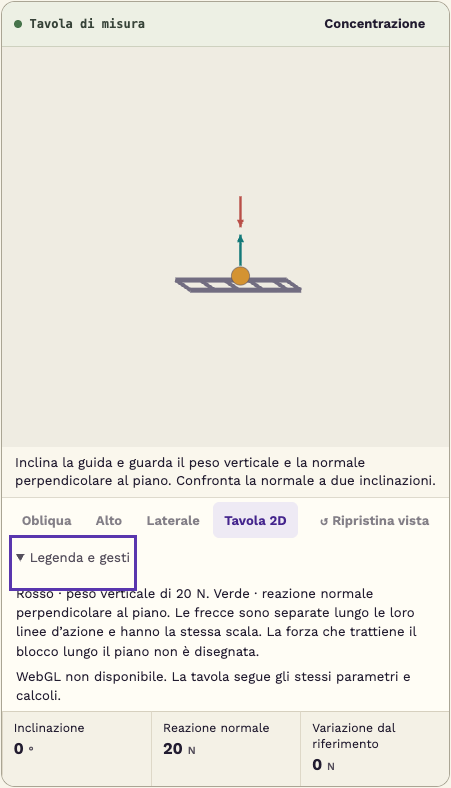 Tavola di misura
Concentrazione
Inclina la guida e guarda il peso verticale e la normale
perpendicolare al piano. Confronta la normale a due inclinazioni.
Obliqua Alto Laterale Tavola 2D ↺ Ripristina vista
▼ Legenda e gesti
Rosso · peso verticale di 20 N. Verde · reazione normale
perpendicolare al piano. Le frecce sono separate lungo le loro
linee d’azione e hanno la stessa scala. La forza che trattiene il
blocco lungo il piano non è disegnata.
WebGL non disponibile. La tavola segue gli stessi parametri e
calcoli.
Inclinazione
0 °
Reazione normale
20 N
Variazione dal
riferimento
0 N